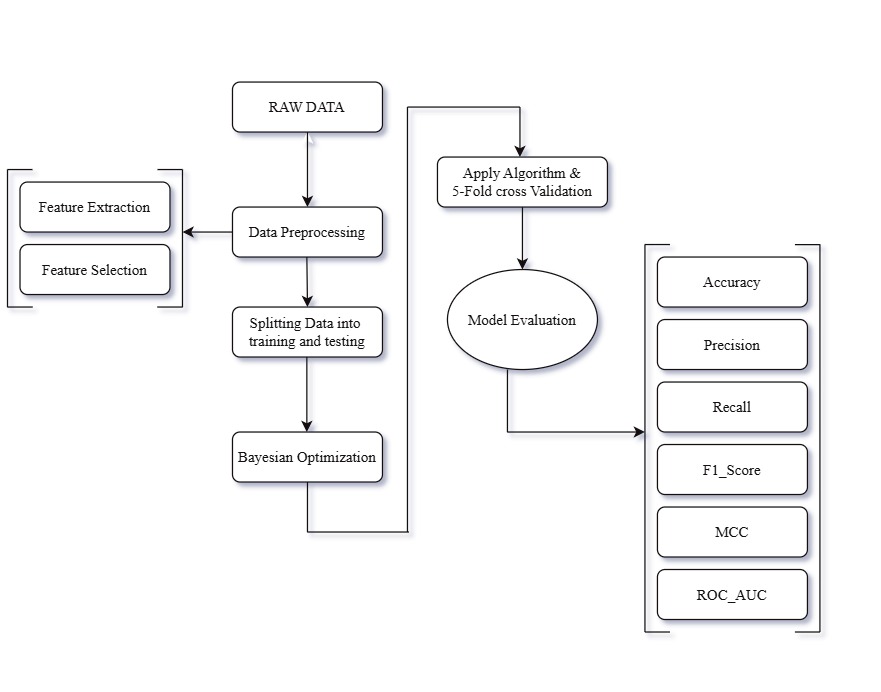 RAW DATA
Feature Extraction
Feature Selection
Data Preprocessing
Splitting Data into
training and testing
Bayesian Optimization
Apply Algorithm &
5-Fold cross Validation
Model Evaluation
Accuracy
Precision
Recall
F1_Score
MCC
ROC_AUC